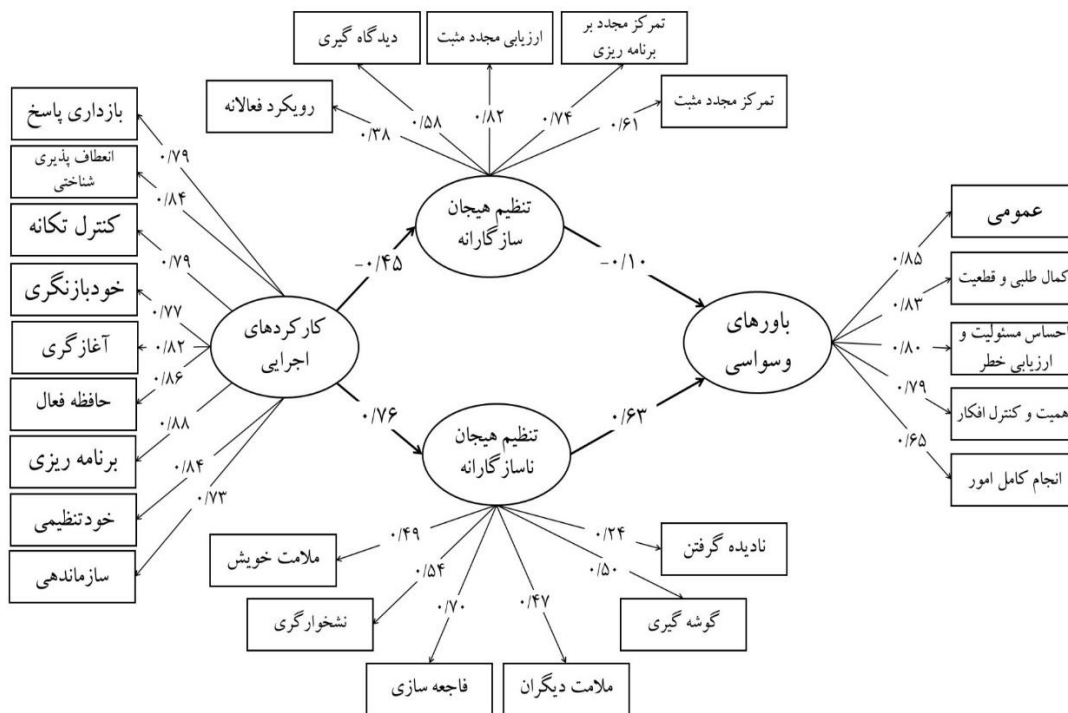 دیدگاه گیری
ارزیابی مجدد مثبت
تمرکز مجدد بر
برنامه ریزی
تمرکز مجدد مثبت
رویکرد فعالانه
۰/۳۸
۰/۵۸
۰/۸۲
۰/۷۴
۰/۶۱
بازداری پاسخ
انعطاف پذیری
شناختی
کنترل تکانه
خودبازنگری
آغازگری
حافظه فعال
برنامه ریزی
خودتنظیمی
سازماندهی
۰/۷۹
۰/۸۴
۰/۷۹
۰/۷۷
۰/۸۲
۰/۸۶
۰/۸۸
۰/۸۴
۰/۷۳
کارکردهای
اجرایی
تنظیم هیجان
سازگارانه
-۰/۴۵
-۰/۱۰
۰/۷۶
۰/۶۳
تنظیم هیجان
ناسازگارانه
باورهای
وسواسی
عمومی
کمال طلبی و قطعیت
احساس مسئولیت و
ارزیابی خطر
همیت و کنترل افکار
انجام کامل امور
۰/۸۵
۰/۸۳
۰/۸۰
۰/۷۹
۰/۶۵
۰/۴۹
۰/۵۴
۰/۷۰
۰/۴۷
۰/۵۰
۰/۲۴
ملامت خویش
نشخوارگری
فاجعه سازی
ملامت دیگران
گوشه گیری
نادیده گرفتن